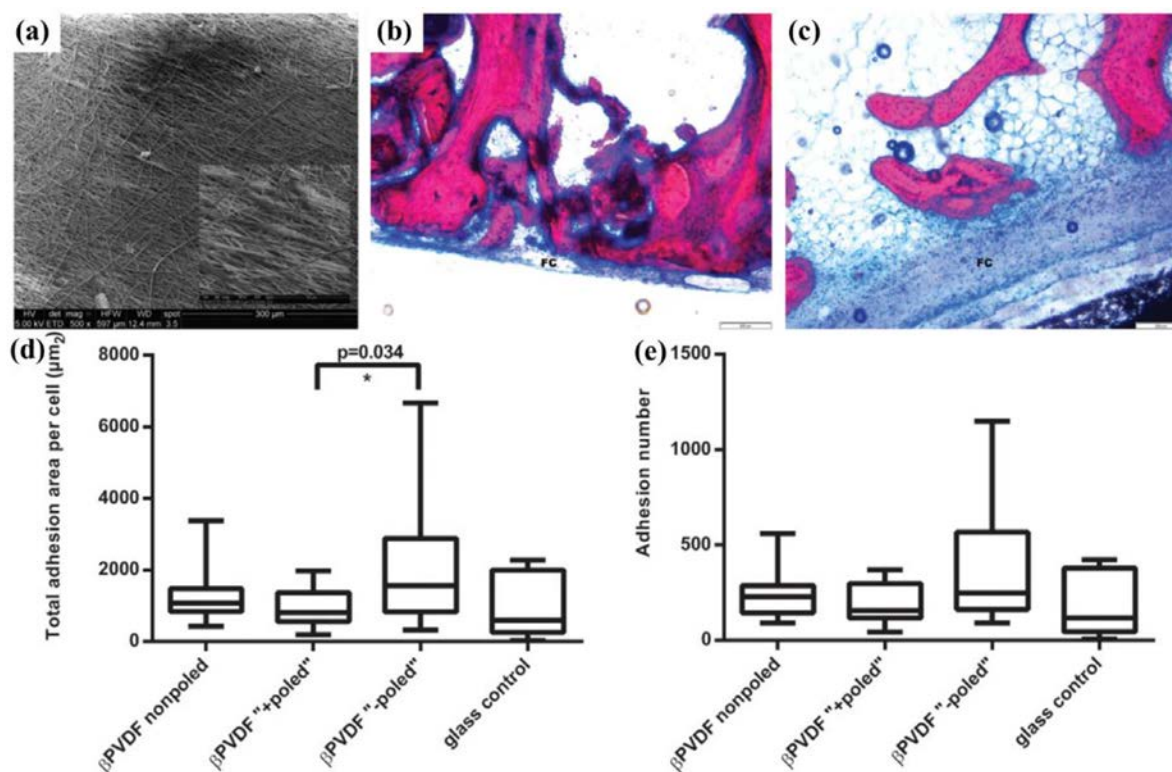 (a)
HV det mag HFW WD spot
5.00 kV ETD 500 x 597 µm 12.4 mm 3.5
300 µm
(b)
FC
(c)
FC
(d)
Total adhesion area per cell (µm2)
8000
6000
4000
2000
0
p=0.034
*
βPVDF nonpoled
βPVDF "+poled"
βPVDF "-poled"
glass control
(e)
Adhesion number
1500
1000
500
0
βPVDF nonpoled
βPVDF "+poled"
βPVDF "-poled"
glass control